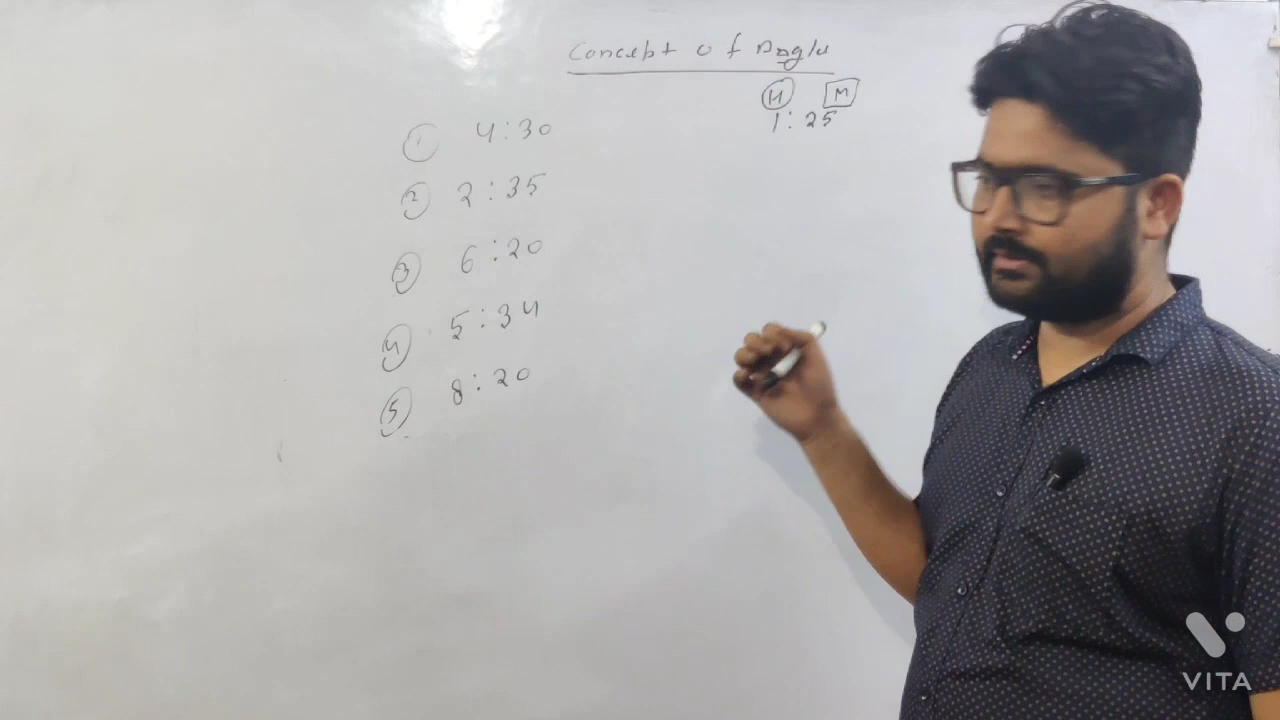 Concept of Angle
H M
1:25
① 4:30
② 2:35
③ 6:20
④ 5:34
⑤ 8:20
VITA